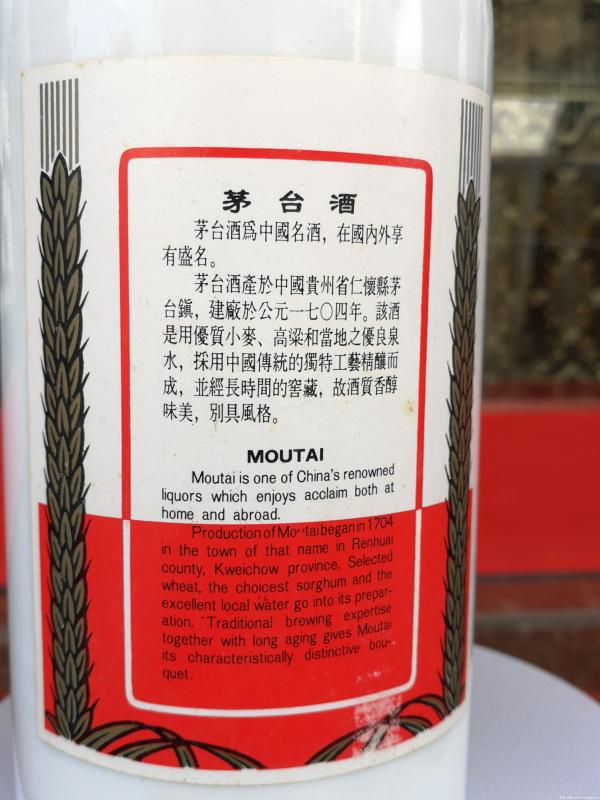 茅台酒
茅台酒爲中國名酒，在國內外享
有盛名。
茅台酒產於中國貴州省仁懷縣茅
台鎭，建廠於公元一七〇四年。該酒
是用優質小麥、高粱和當地之優良泉
水，採用中國傳統的獨特工藝精釀而
成，並經長時間的窖藏，故酒質香醇
味美，別具風格。
MOUTAI
Moutai is one of China's renowned
liquors which enjoys acclaim both at
home and abroad.
Production of Moutai began in 1704
in the town of that name in Renhuai
county, Kweichow province. Selected
wheat, the choicest sorghum and the
excellent local water go into its prepar-
ation. Traditional brewing expertise
together with long aging gives Moutai
its characteristically distinctive bou-
quet.